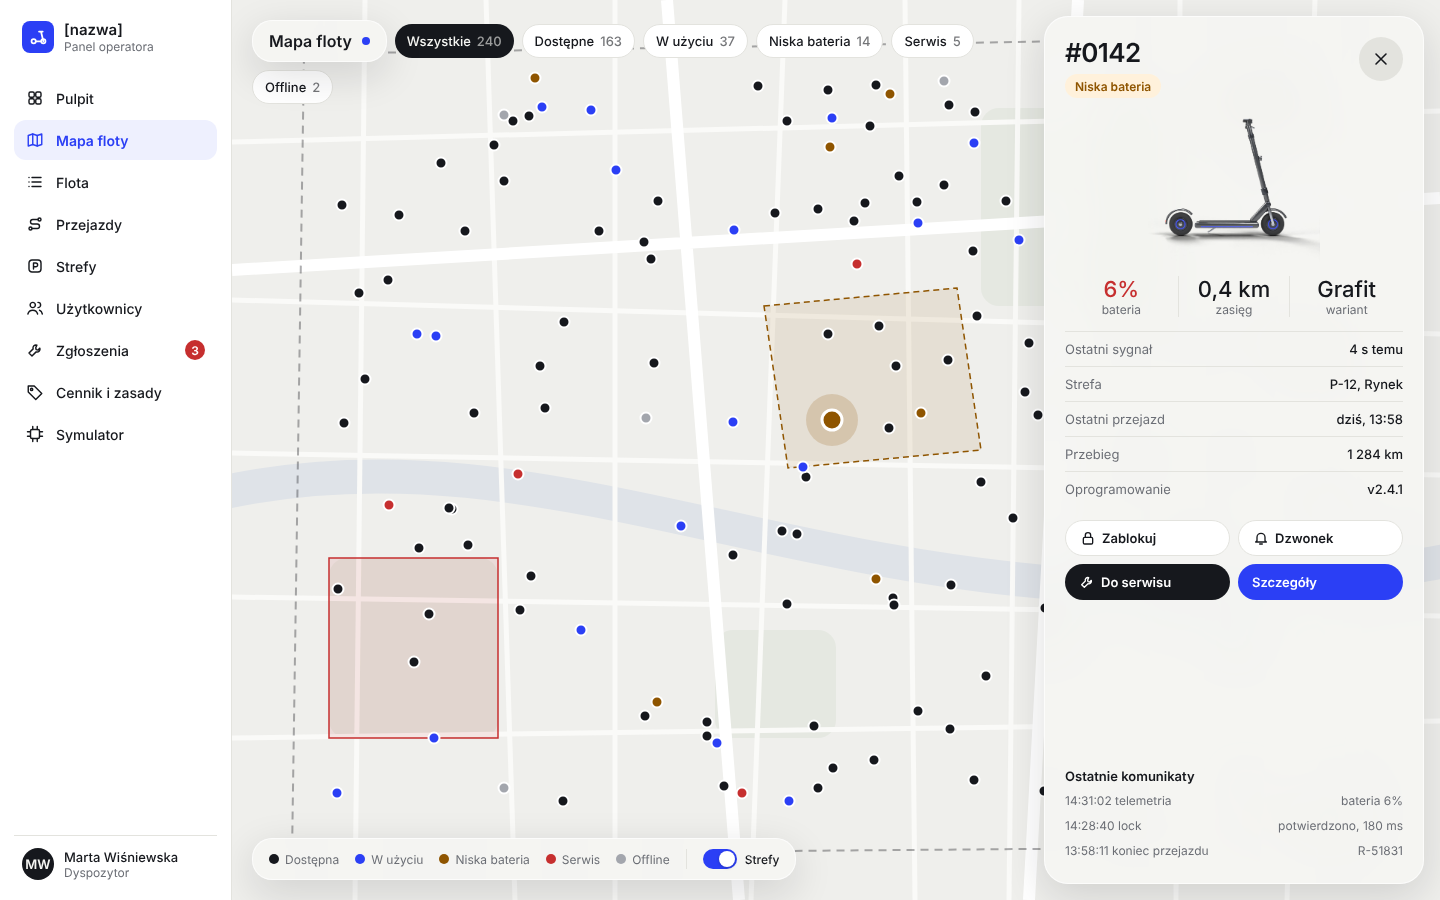 [nazwa]
Panel operatora
Pulpit
Mapa floty
Flota
Przejazdy
Strefy
Użytkownicy
Zgłoszenia 3
Cennik i zasady
Symulator
MW
Marta Wiśniewska
Dyspozytor
Mapa floty
Wszystkie 240
Dostępne 163
W użyciu 37
Niska bateria 14
Serwis 5
Offline 2
Dostępna
W użyciu
Niska bateria
Serwis
Offline
Strefy
#0142
Niska bateria
6%
bateria
0,4 km
zasięg
Grafit
wariant
Ostatni sygnał 4 s temu
Strefa P-12, Rynek
Ostatni przejazd dziś, 13:58
Przebieg 1 284 km
Oprogramowanie v2.4.1
Zablokuj
Dzwonek
Do serwisu
Szczegóły
Ostatnie komunikaty
14:31:02 telemetria bateria 6%
14:28:40 lock potwierdzono, 180 ms
13:58:11 koniec przejazdu R-51831